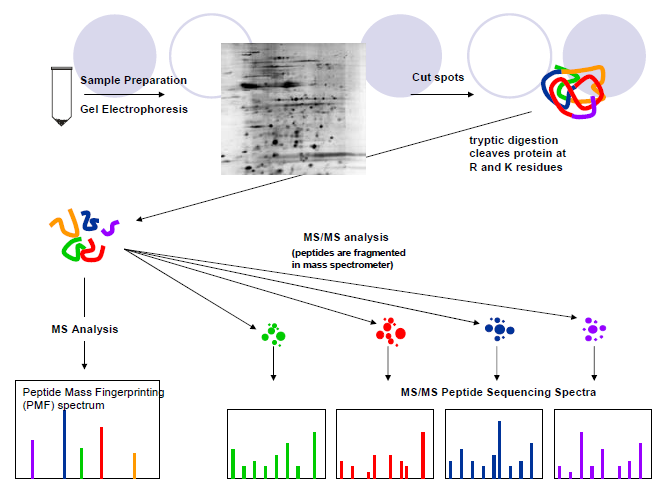 Sample Preparation
Gel Electrophoresis
Cut spots
tryptic digestion
cleaves protein at
R and K residues
MS/MS analysis
(peptides are fragmented
in mass spectrometer)
MS Analysis
Peptide Mass Fingerprinting
(PMF) spectrum
MS/MS Peptide Sequencing Spectra